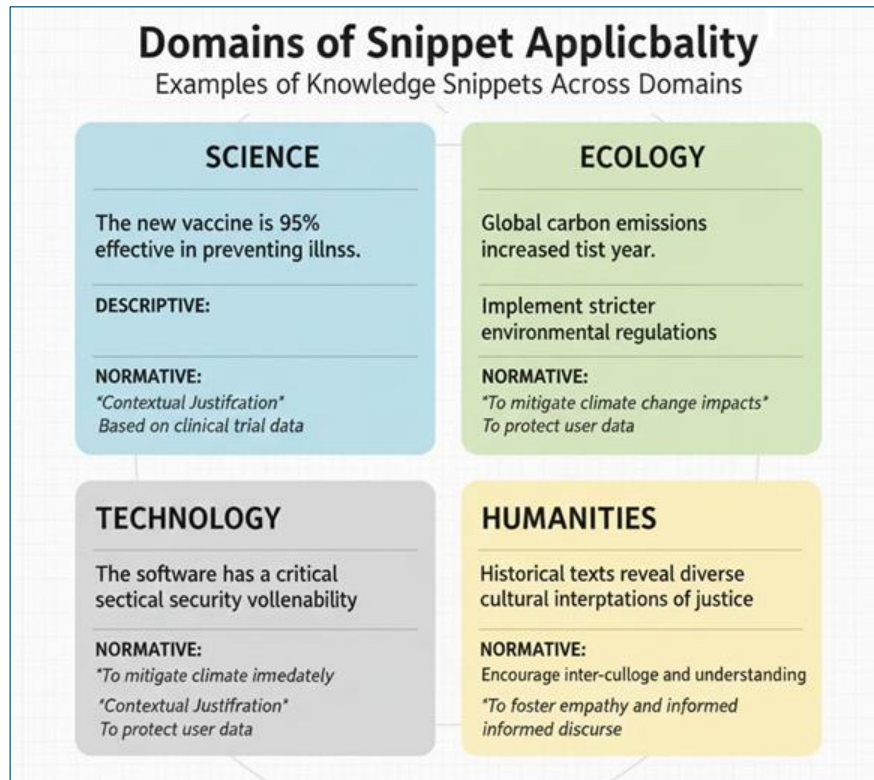 Domains of Snippet Applicbality
Examples of Knowledge Snippets Across Domains
SCIENCE
The new vaccine is 95%
effective in preventing illnss.
DESCRIPTIVE:
NORMATIVE:
"Contextual Justifcation"
Based on clinical trial data
ECOLOGY
Global carbon emissions
increased tist year.
Implement stricter
environmental regulations
NORMATIVE:
"To mitigate climate change impacts"
To protect user data
TECHNOLOGY
The software has a critical
sectical security vollenability
NORMATIVE:
"To mitigate climate imedately
"Contextual Justifration"
To protect user data
HUMANITIES
Historical texts reveal diverse
cultural interptations of justice
NORMATIVE:
Encourage inter-culloge and understanding
"To foster empathy and informed
informed discurse